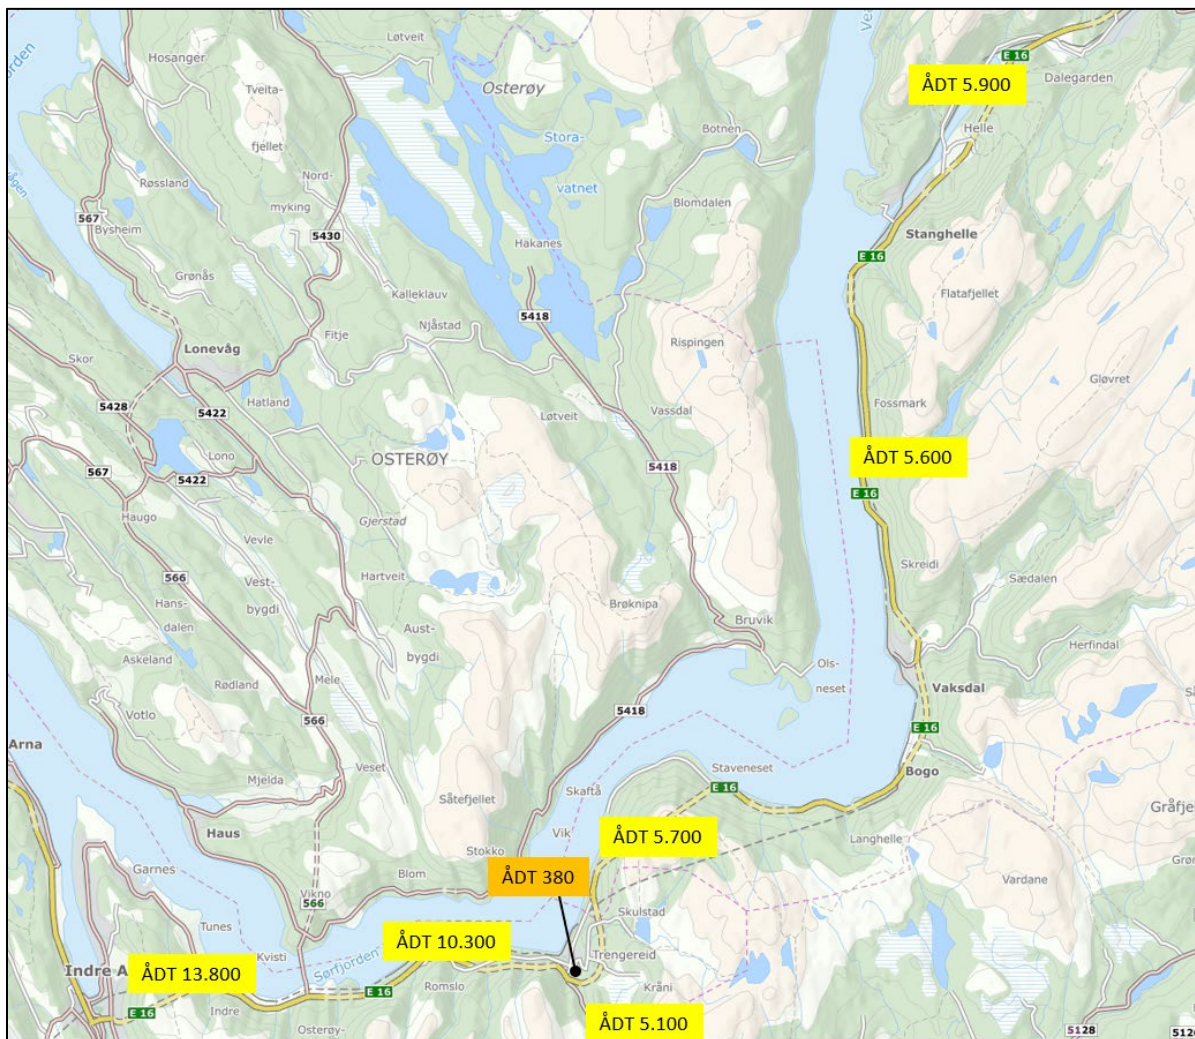 Løtveit
Hosanger
Osterøy
E 16
ÅDT 5.900
Dalegarden
Tveita-
fjellet
Stora-
vatnet
Botnen
Helle
Røssland
Nord-
myking
567
Bysheim
5430
Blomdalen
Hakanes
Stanghelle
E 16
Grønås
Kalleklauv
Flatafjellet
5418
Njåstad
Fitje
Rispingen
Skor
Lonevåg
Gløvret
5428
5422
Hatland
Løtveit
Vassdal
Fossmark
567
Lono
5422
OSTERØY
5418
ÅDT 5.600
E 16
Haugo
Gjerstad
Vevle
566
Vest-
bygdi
Hartveit
Skreidi
Sædalen
Hans-
dalen
Brøknipa
Bruvik
Aust-
bygdi
Herfindal
Askeland
Rødland
Mele
Ols-
neset
Vaksdal
Votlo
566
5418
E 16
Arna
Mjelda
Veset
Såtefjellet
Skaftå
Staveneset
E 16
Bogo
Haus
Vik
ÅDT 5.700
Langhelle
Stokko
Garnes
Blom
ÅDT 380
Vardane
Vikno
566
Skulstad
Tunes
ÅDT 10.300
Kvisti
Sørfjorden
Trengereid
Indre A
ÅDT 13.800
Romslo
Kråni
E 16
Indre
E 16
Osterøy-
ÅDT 5.100
5128